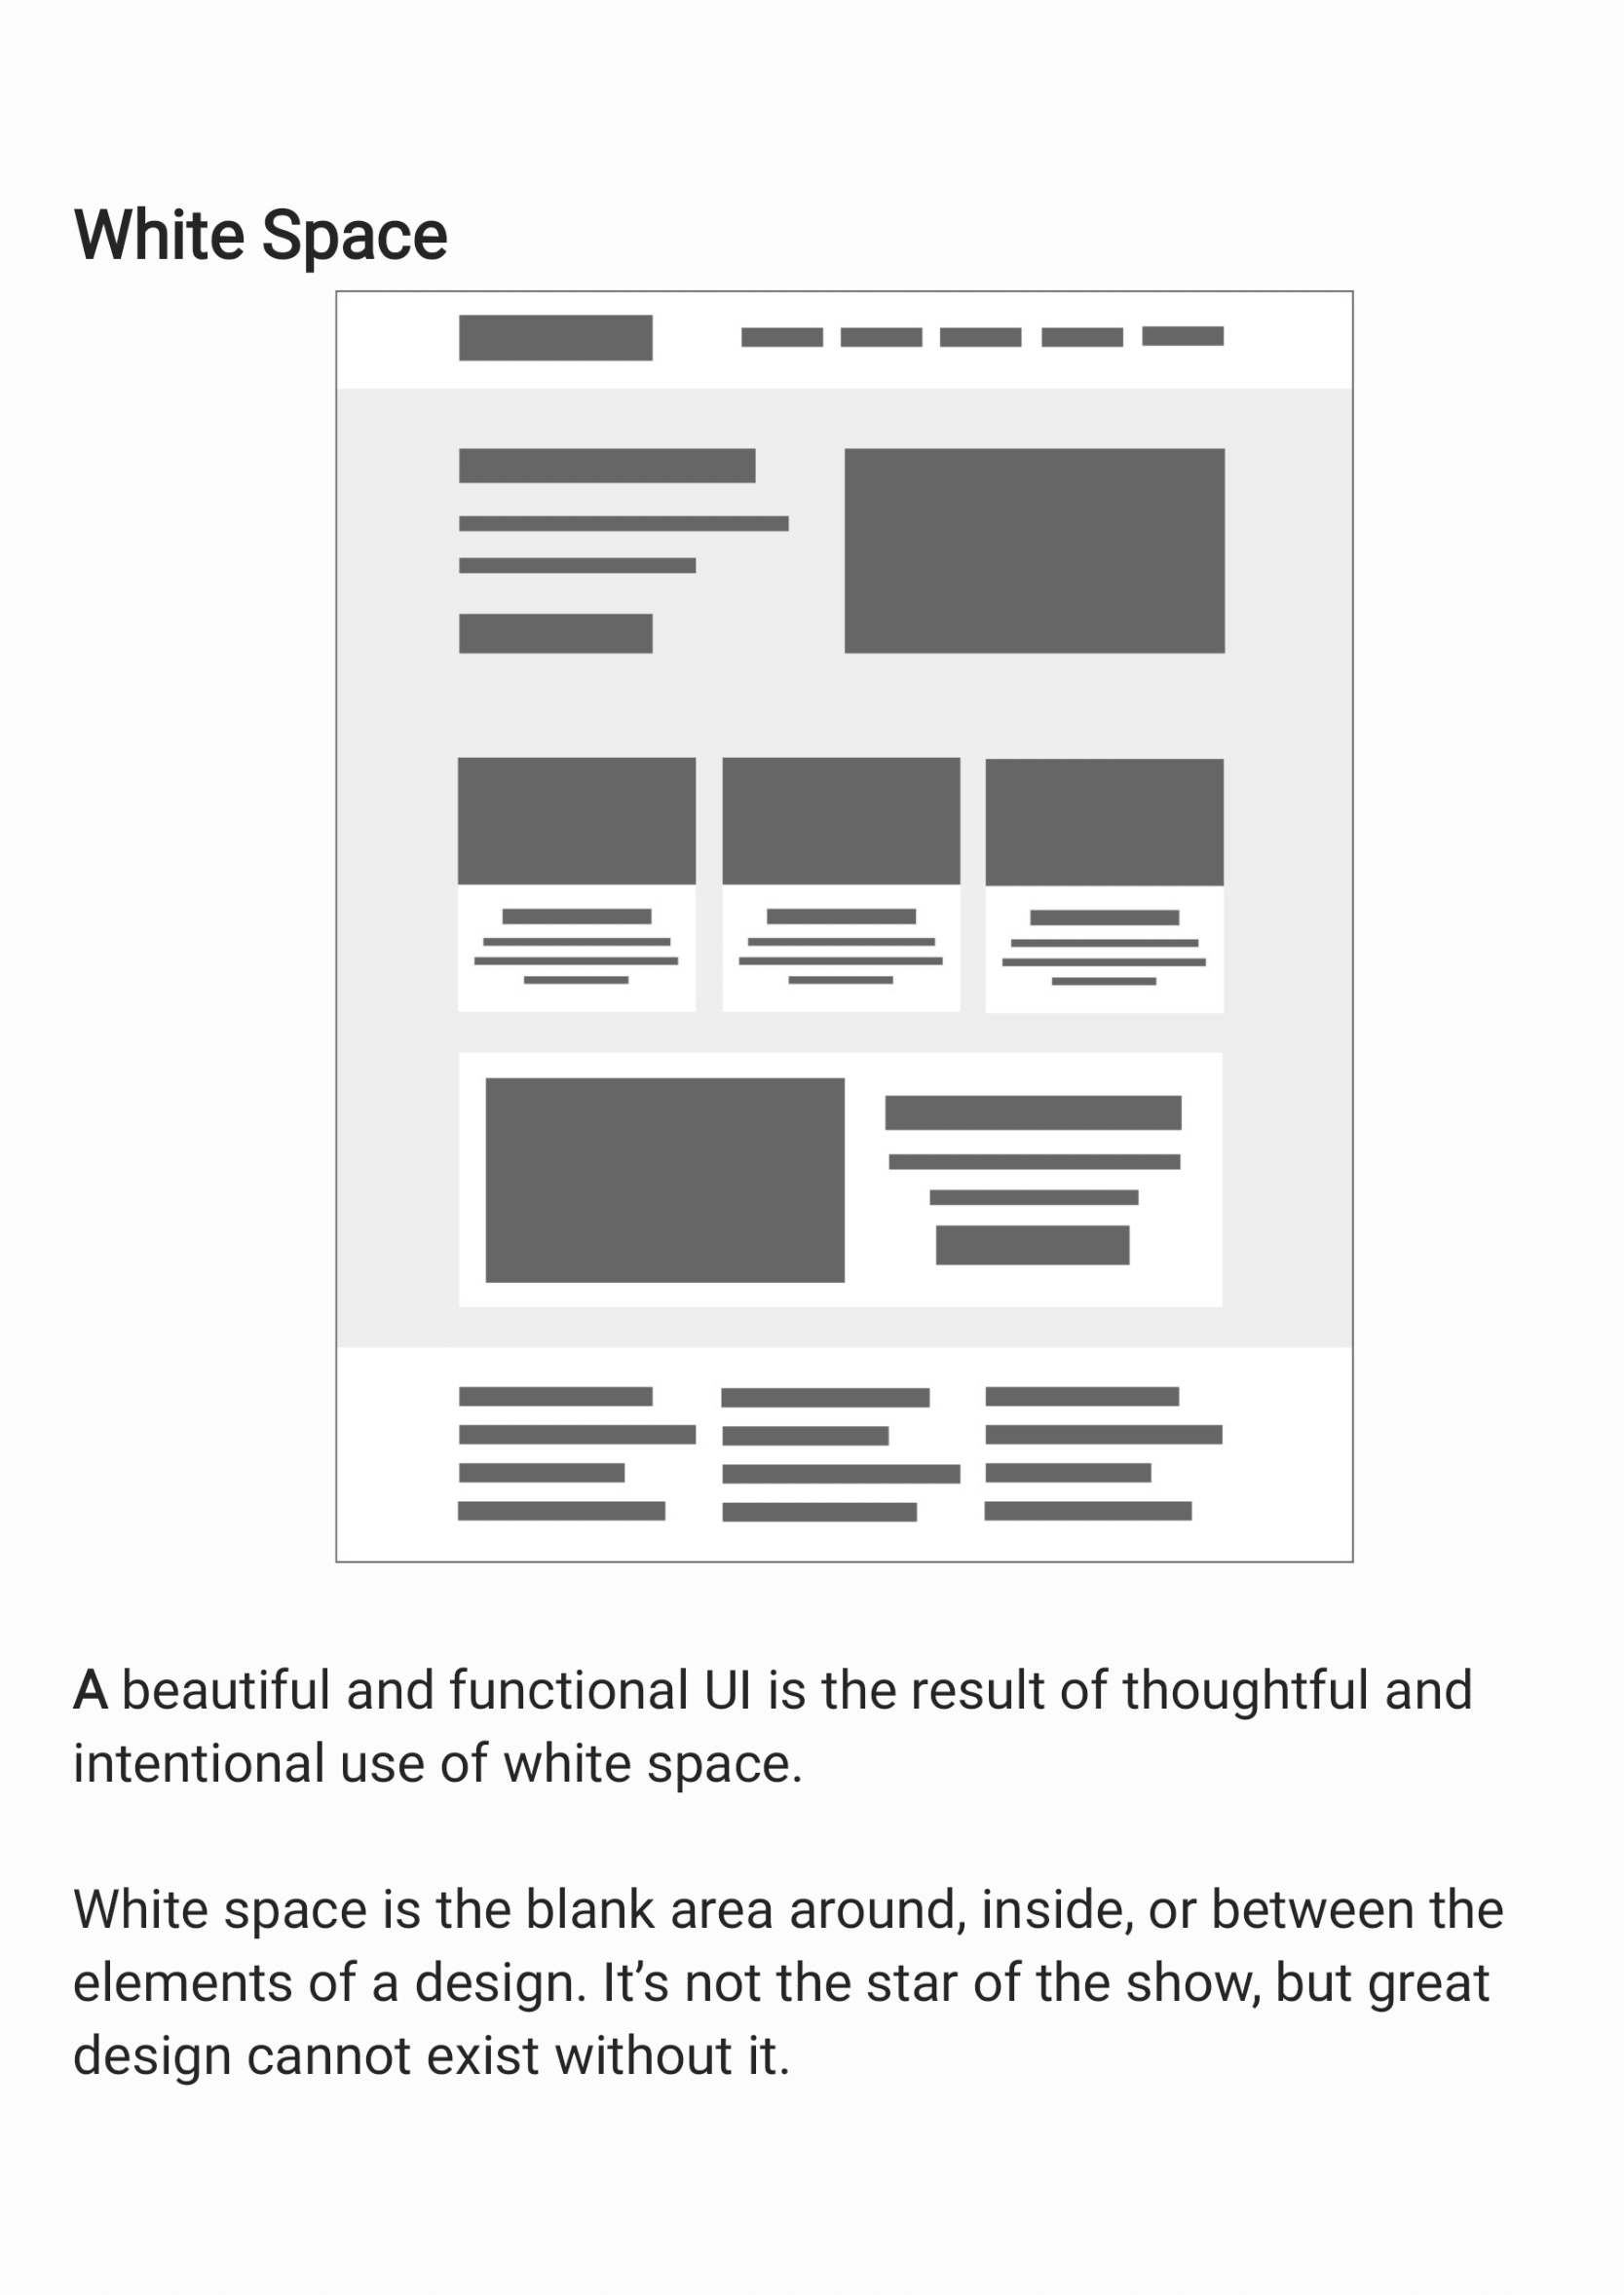 White Space
A beautiful and functional UI is the result of thoughtful and
intentional use of white space.
White space is the blank area around, inside, or between the
elements of a design. It’s not the star of the show, but great
design cannot exist without it.